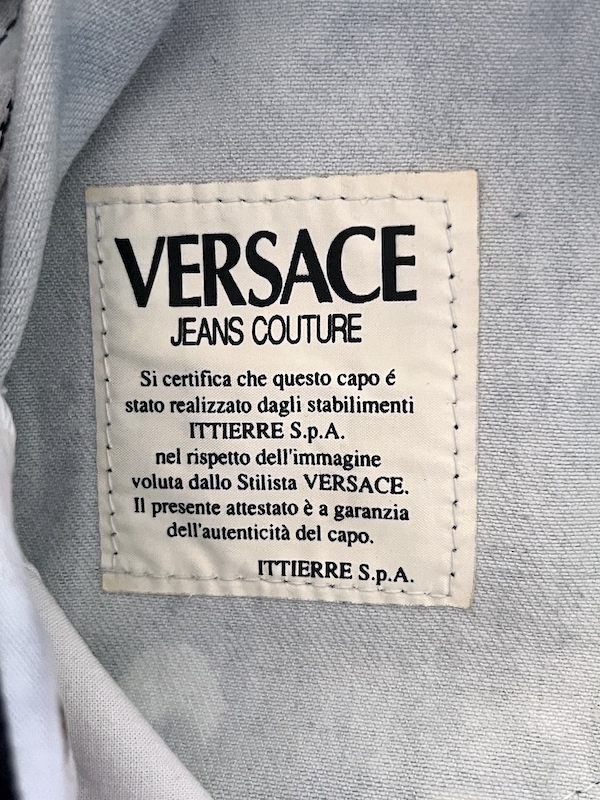 VERSACE
JEANS COUTURE
Si certifica che questo capo é
stato realizzato dagli stabilimenti
ITTIERRE S.p.A.
nel rispetto dell'immagine
voluta dallo Stilista VERSACE.
Il presente attestato è a garanzia
dell'autenticità del capo.
ITTIERRE S.p.A.